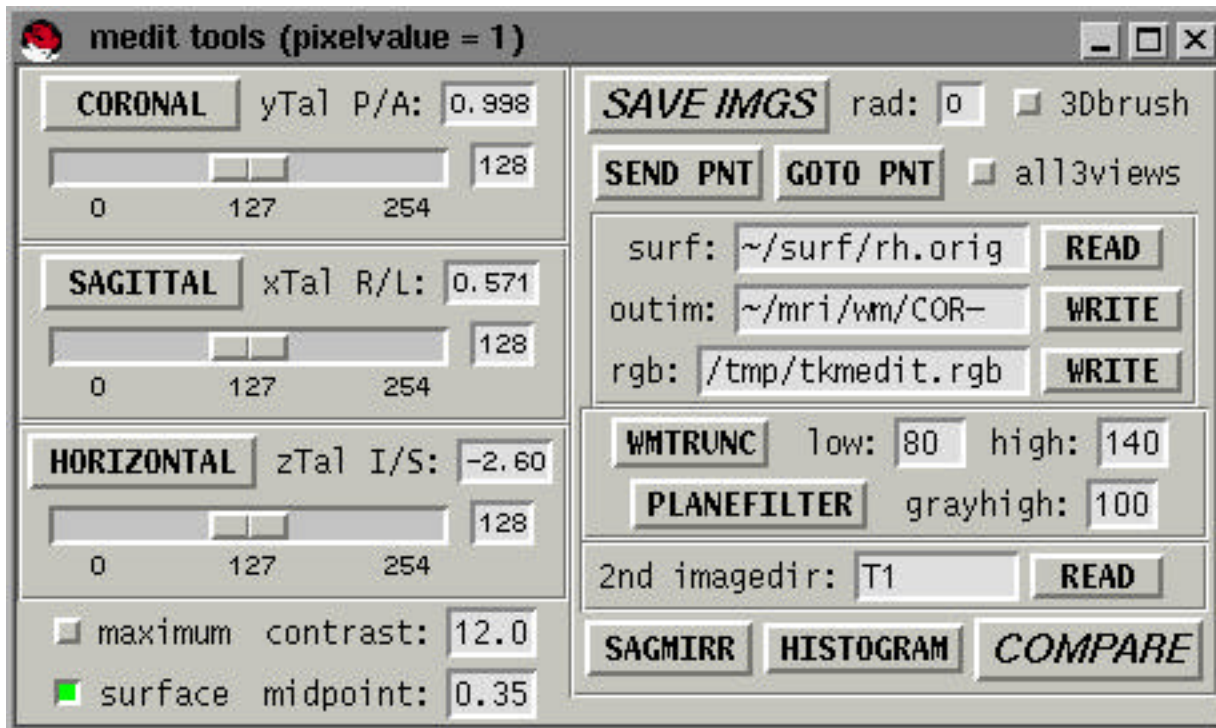 medit tools (pixelvalue = 1)
CORONAL yTal P/A: 0.998
128
0 127 254
SAGITTAL xTal R/L: 0.571
128
0 127 254
HORIZONTAL zTal I/S: -2.60
128
0 127 254
maximum contrast: 12.0
surface midpoint: 0.35
SAVE IMGS rad: 0 3Dbrush
SEND PNT GOTO PNT all3views
surf: ~/surf/rh.orig READ
outim: ~/mri/wm/COR- WRITE
rgb: /tmp/tkmedit.rgb WRITE
WMTRUNC low: 80 high: 140
PLANEFILTER grayhigh: 100
2nd imagedir: T1 READ
SAGMIRR HISTOGRAM COMPARE